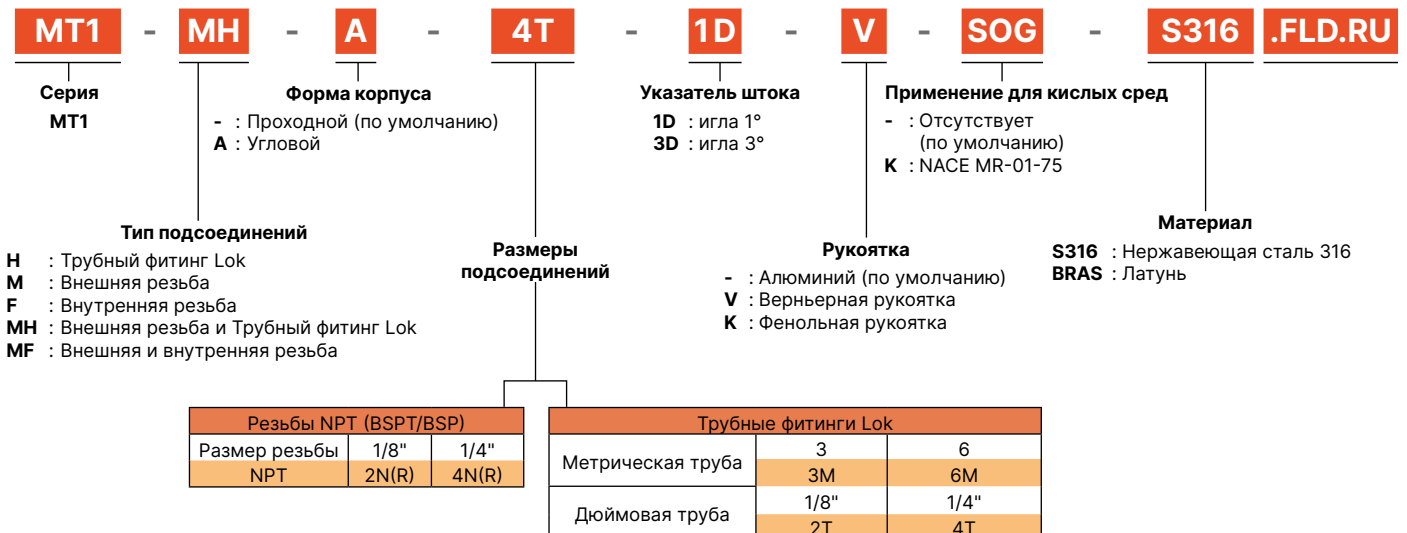 MT1 - MH - A - 4T - 1D - V - SOG - S316 .FLD.RU
Серия
MT1
Форма корпуса
- : Проходной (по умолчанию)
A : Угловой
Указатель штока
1D : игла 1°
3D : игла 3°
Применение для кислых сред
- : Отсутствует
(по умолчанию)
K : NACE MR-01-75
Тип подсоединений
H : Трубный фитинг Lok
M : Внешняя резьба
F : Внутренняя резьба
MH : Внешняя резьба и Трубный фитинг Lok
MF : Внешняя и внутренняя резьба
Размеры
подсоединений
Рукоятка
- : Алюминий (по умолчанию)
V : Верньерная рукоятка
K : Фенольная рукоятка
Материал
S316 : Нержавеющая сталь 316
BRAS : Латунь
Резьбы NPT (BSPT/BSP)
Размер резьбы 1/8" 1/4"
NPT 2N(R) 4N(R)
Трубные фитинги Lok
Метрическая труба
3 6
3M 6M
Дюймовая труба
1/8" 1/4"
2T 4T